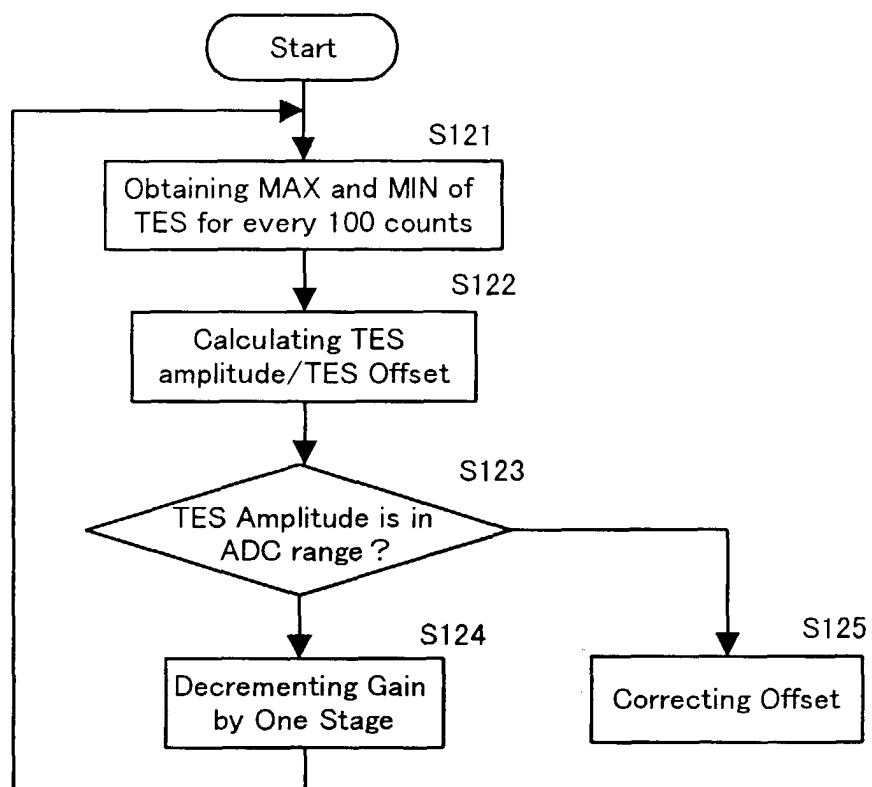 Start
S121
Obtaining MAX and MIN of
TES for every 100 counts
S122
Calculating TES
amplitude/TES Offset
S123
TES Amplitude is in
ADC range ?
S124
Decrementing Gain
by One Stage
S125
Correcting Offset